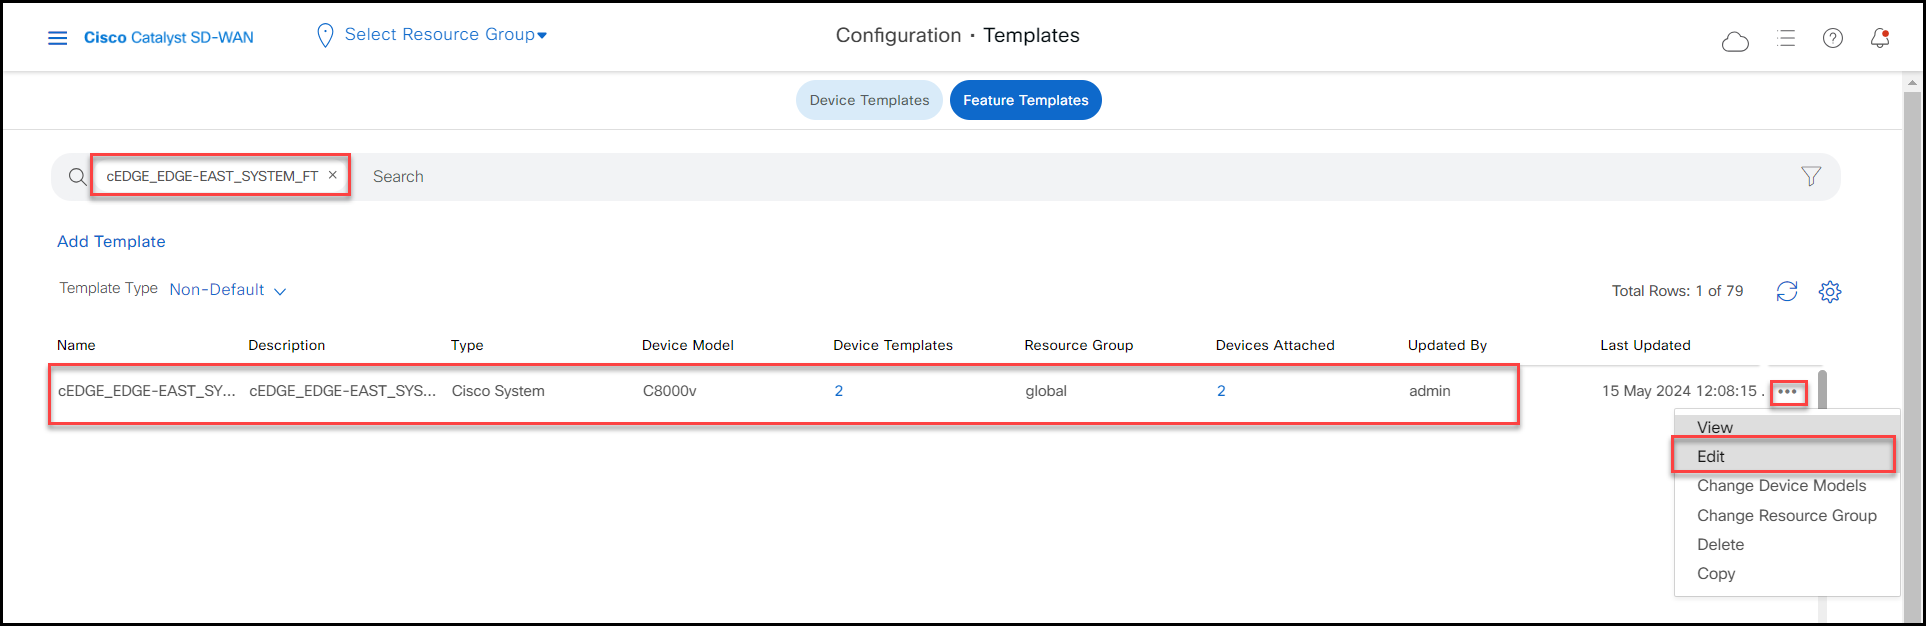 Cisco Catalyst SD-WAN
Select Resource Group
Configuration · Templates
Device Templates
Feature Templates
cEDGE_EDGE-EAST_SYSTEM_FT ×
Search
Add Template
Template Type Non-Default
Total Rows: 1 of 79
Name Description Type Device Model Device Templates Resource Group Devices Attached Updated By Last Updated
cEDGE_EDGE-EAST_SY... cEDGE_EDGE-EAST_SYS... Cisco System C8000v 2 global 2 admin 15 May 2024 12:08:15 . •••
View
Edit
Change Device Models
Change Resource Group
Delete
Copy